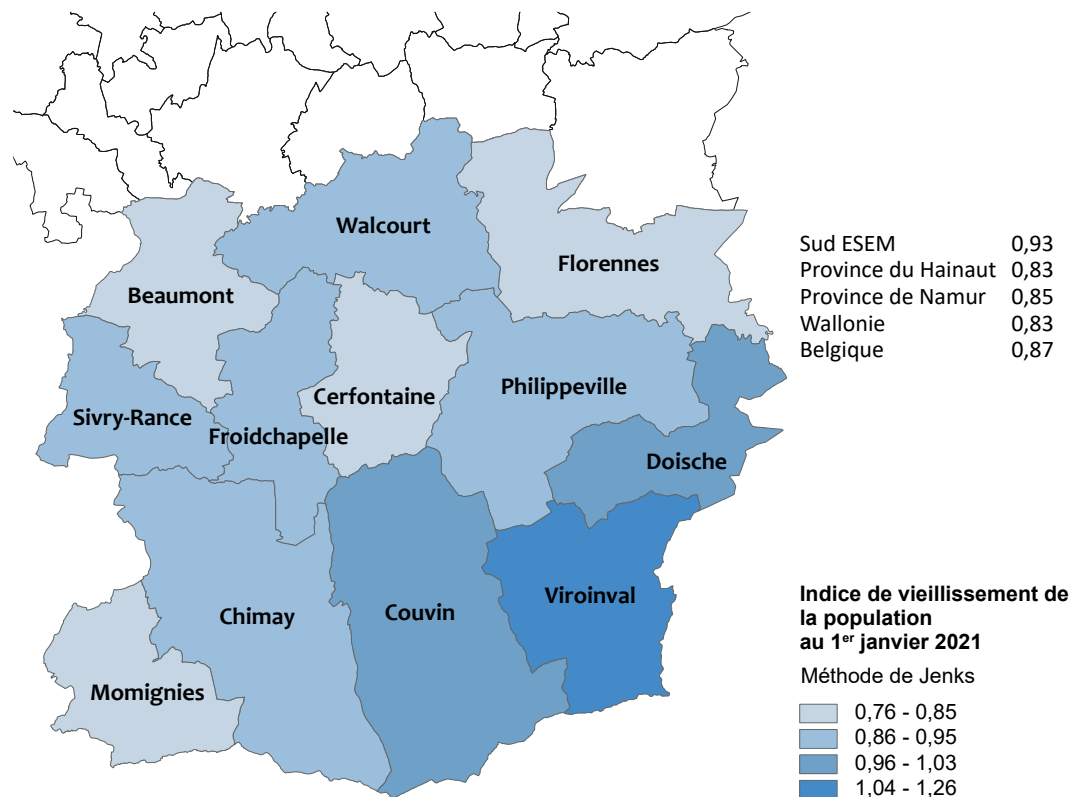 Walcourt
Florennes
Beaumont
Sud ESEM 0,93
Province du Hainaut 0,83
Province de Namur 0,85
Wallonie 0,83
Belgique 0,87
Philippeville
Cerfontaine
Sivry-Rance
Froidchapelle
Doische
Viroinval
Couvin
Chimay
Momignies
Indice de vieillissement de
la population
au 1er janvier 2021
Méthode de Jenks
0,76 - 0,85
0,86 - 0,95
0,96 - 1,03
1,04 - 1,26